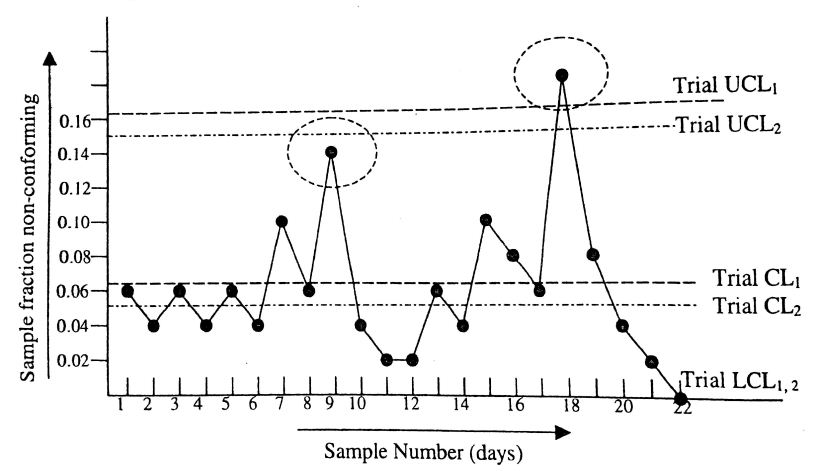 Sample fraction non-conforming
Trial UCL₁
0.16
Trial UCL₂
0.14
0.12
0.10
0.08
Trial CL₁
0.06
Trial CL₂
0.04
0.02
Trial LCL₁,₂
1 2 3 4 5 6 7 8 9 10 12 14 16 18 20 22
Sample Number (days)